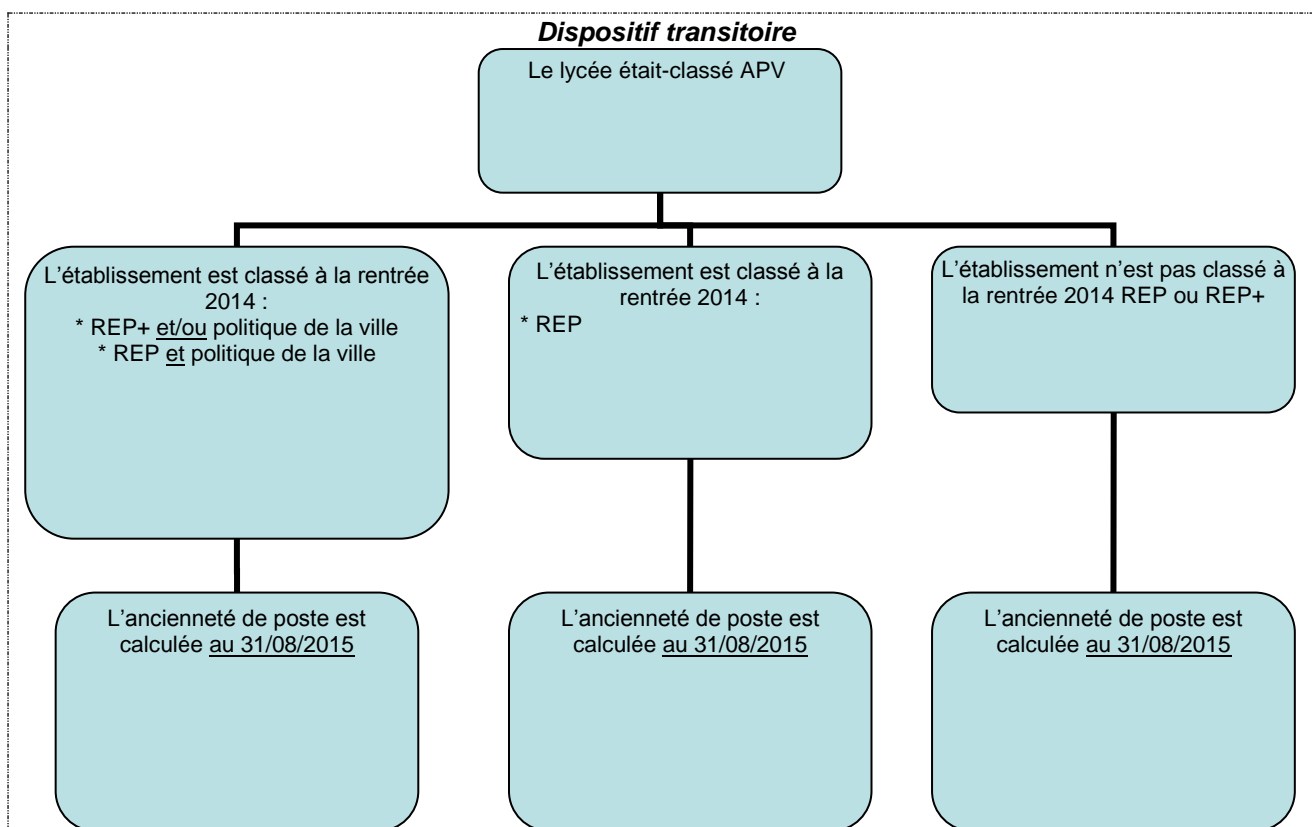 Dispositif transitoire
Le lycée était-classé APV
L'établissement est classé à la rentrée
2014 :
* REP+ et/ou politique de la ville
* REP et politique de la ville
L'établissement est classé à la
rentrée 2014 :
* REP
L'établissement n'est pas classé à
la rentrée 2014 REP ou REP+
L'ancienneté de poste est
calculée au 31/08/2015
L'ancienneté de poste est
calculée au 31/08/2015
L'ancienneté de poste est
calculée au 31/08/2015